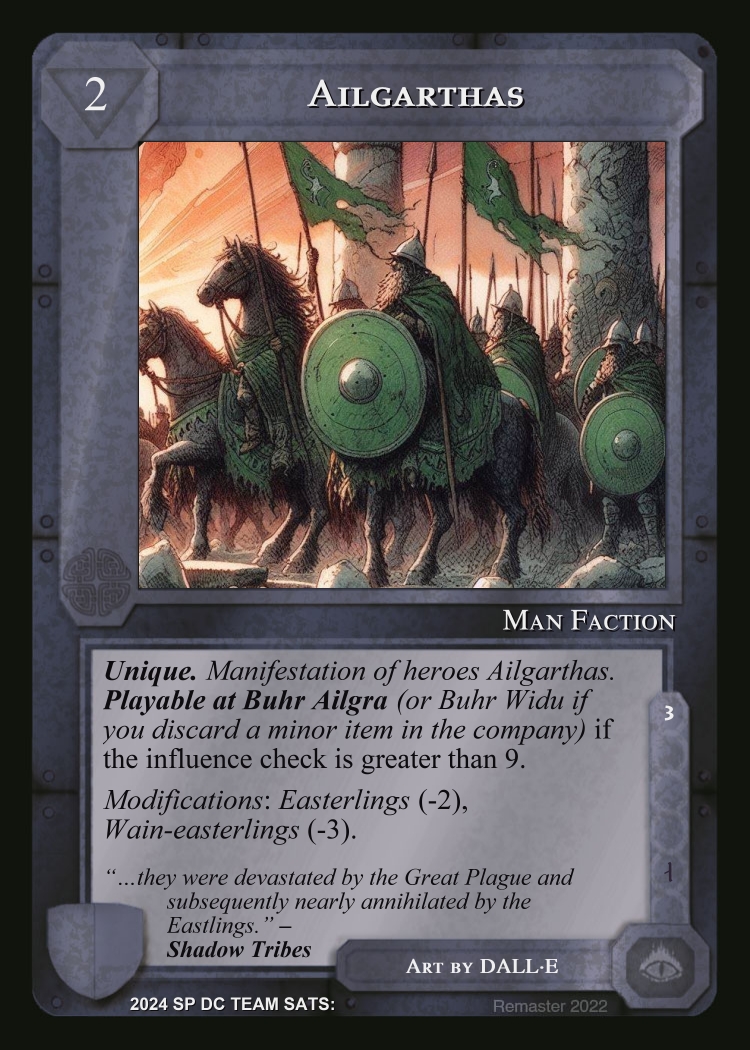 2
AILGARTHAS
MAN FACTION
Unique. Manifestation of heroes Ailgarthas.
Playable at Buhr Ailgra (or Buhr Widu if
you discard a minor item in the company) if
the influence check is greater than 9.
3
Modifications: Easterlings (-2),
Wain-easterlings (-3).
“...they were devastated by the Great Plague and
subsequently nearly annihilated by the
Eastlings.” –
Shadow Tribes
ART BY DALL·E
2024 SP DC TEAM SATS:
Remaster 2022